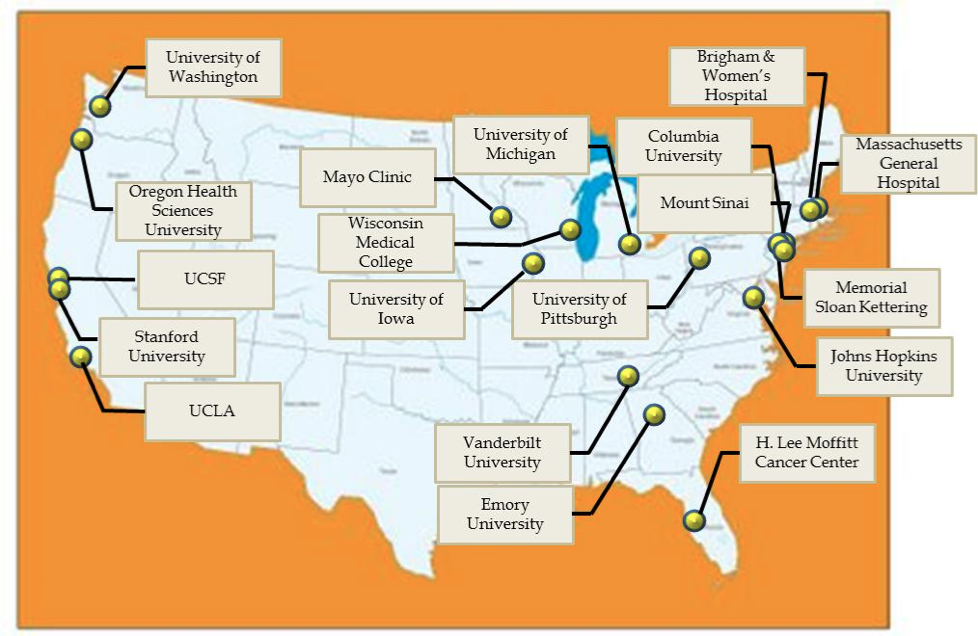 University of
Washington
Brigham &
Women's
Hospital
University of
Michigan
Columbia
University
Massachusetts
General
Hospital
Mayo Clinic
Oregon Health
Sciences
University
Mount Sinai
Wisconsin
Medical
College
UCSF
University of
Iowa
University of
Pittsburgh
Memorial
Sloan Kettering
Stanford
University
Johns Hopkins
University
UCLA
Vanderbilt
University
H. Lee Moffitt
Cancer Center
Emory
University